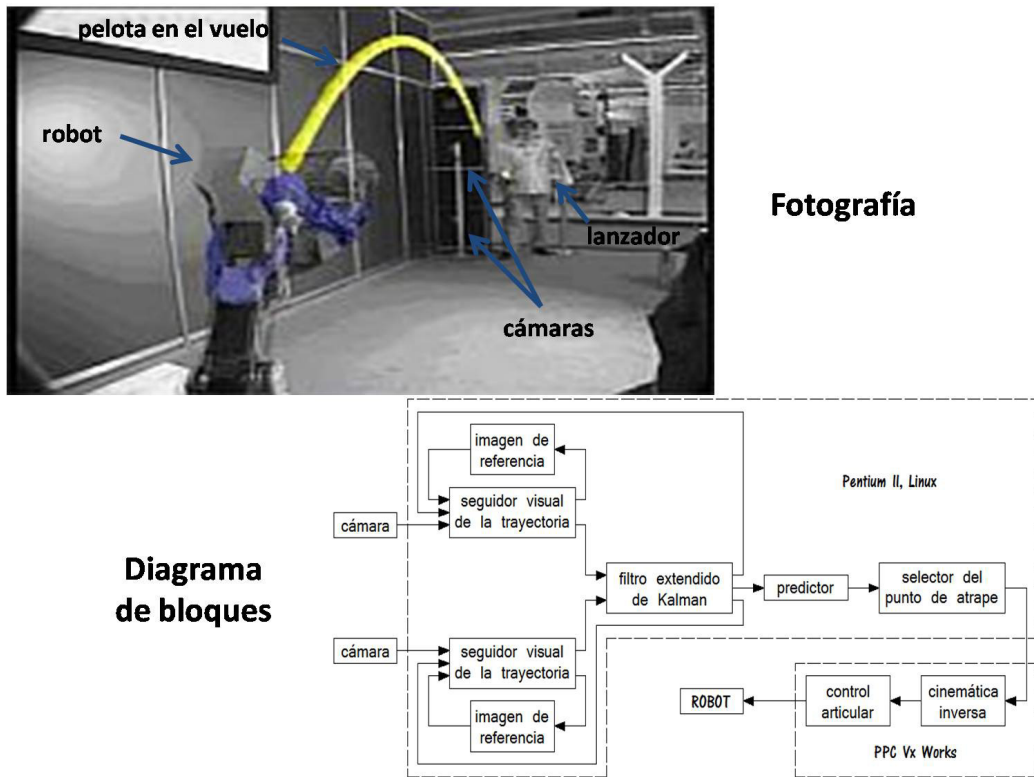 pelota en el vuelo
robot
lanzador
cámaras
Fotografía
Diagrama
de bloques
imagen de
referencia
seguidor visual
de la trayectoria
cámara
Pentium II, Linux
filtro extendido
de Kalman
predictor
selector del
punto de atrape
cámara
seguidor visual
de la trayectoria
imagen de
referencia
ROBOT
control
articular
cinemática
inversa
PPC Vx Works